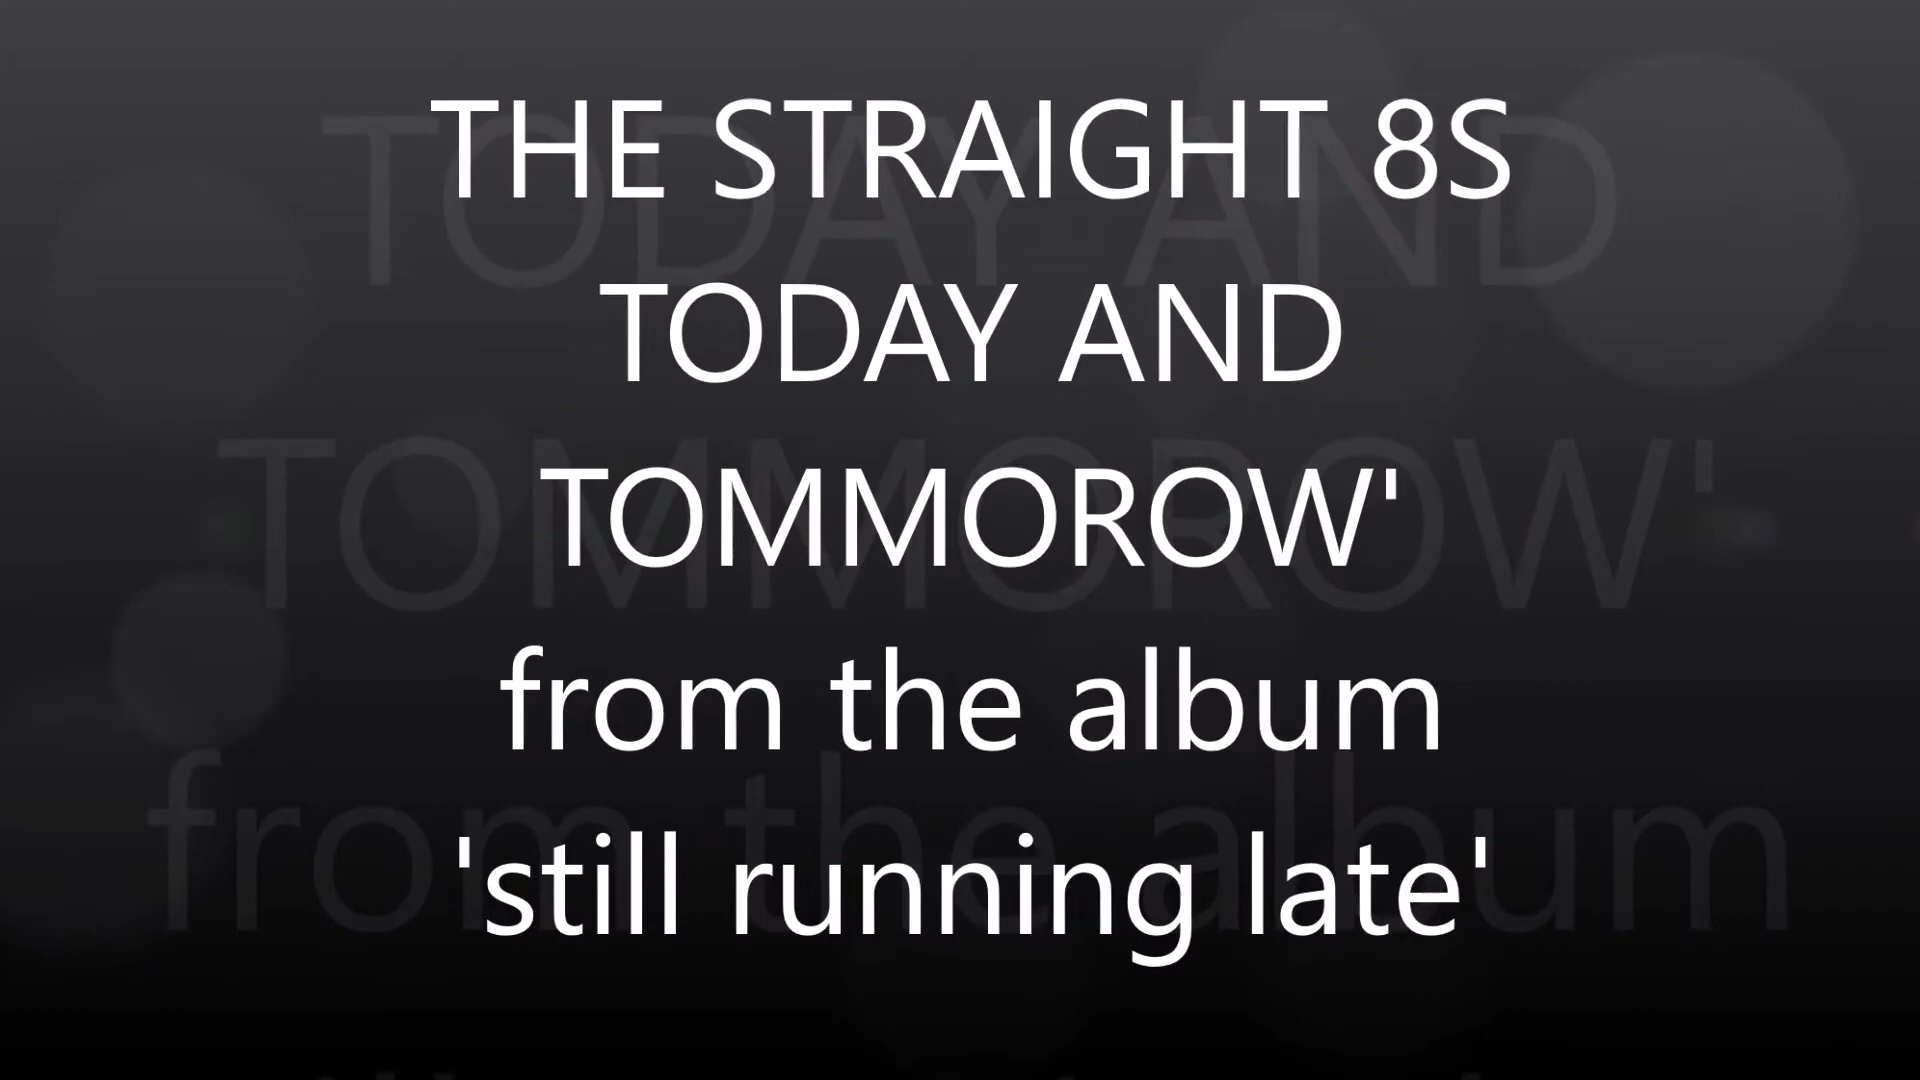 THE STRAIGHT 8S
TODAY AND
TOMMOROW'
from the album
'still running late'